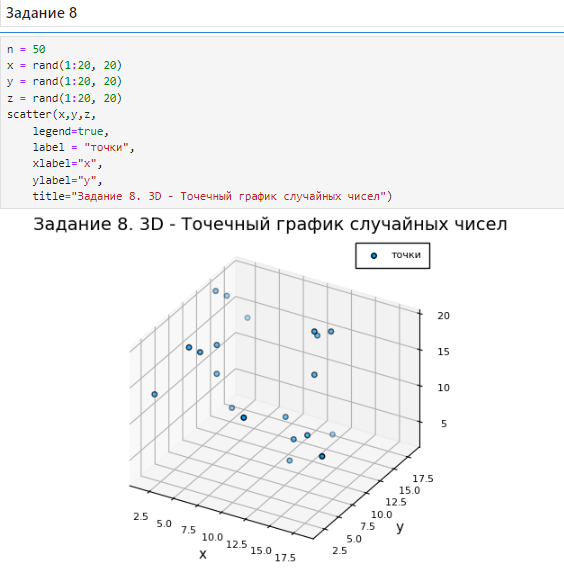 Задание 8
n = 50
x = rand(1:20, 20)
y = rand(1:20, 20)
z = rand(1:20, 20)
scatter(x,y,z,
    legend=true,
    label = "точки",
    xlabel="x",
    ylabel="y",
    title="Задание 8. 3D - Точечный график случайных чисел")
Задание 8. 3D - Точечный график случайных чисел
точки
20
15
10
5
17.5
15.0
12.5
10.0
7.5
5.0
2.5
y
2.5 5.0 7.5 10.0 12.5 15.0 17.5
x